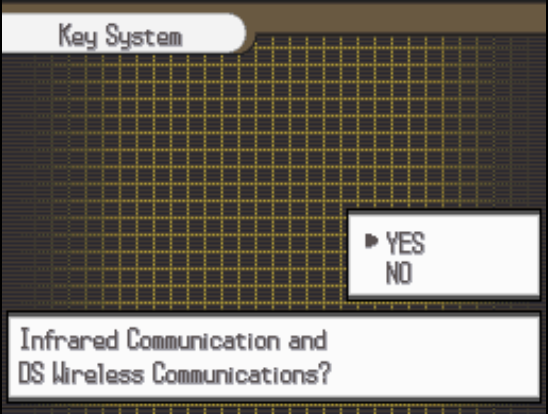 Key System
YES
NO
Infrared Communication and
DS Wireless Communications?